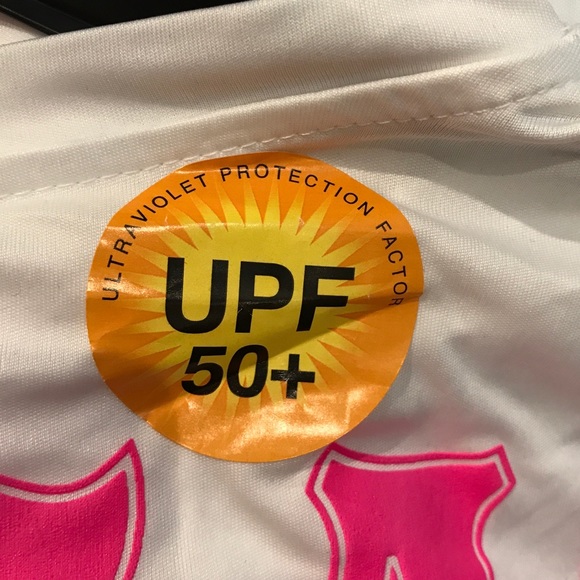 ULTRAVIOLET PROTECTION FACTOR
UPF
50+